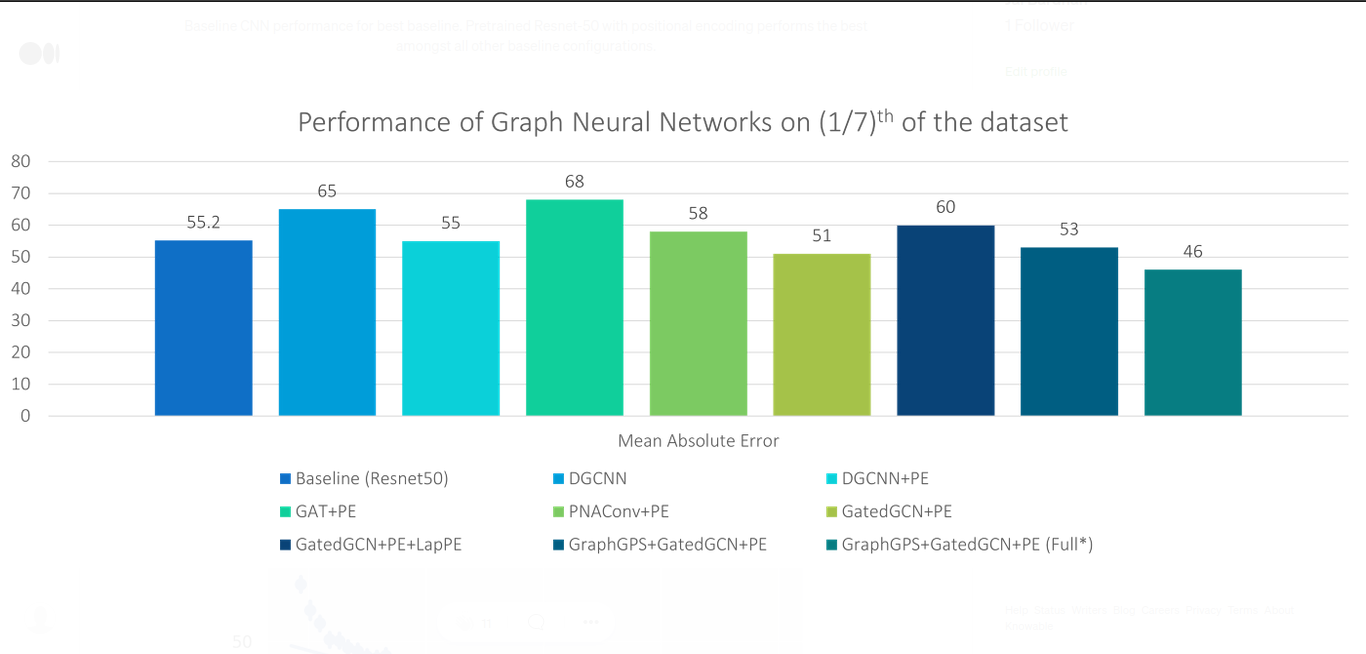 Baseline CNN performance for best baseline. Pretrained Resnet-50 with positional encoding performs the best
amongst all other baseline configurations.
1 Follower
Edit profile
Performance of Graph Neural Networks on (1/7)th of the dataset
80
70
60
50
40
30
20
10
0
55.2
65
55
68
58
51
60
53
46
Mean Absolute Error
Baseline (Resnet50)
DGCNN
DGCNN+PE
GAT+PE
PNAConv+PE
GatedGCN+PE
GatedGCN+PE+LapPE
GraphGPS+GatedGCN+PE
GraphGPS+GatedGCN+PE (Full*)
Help Status Writers Blog Careers Privacy Terms About
50